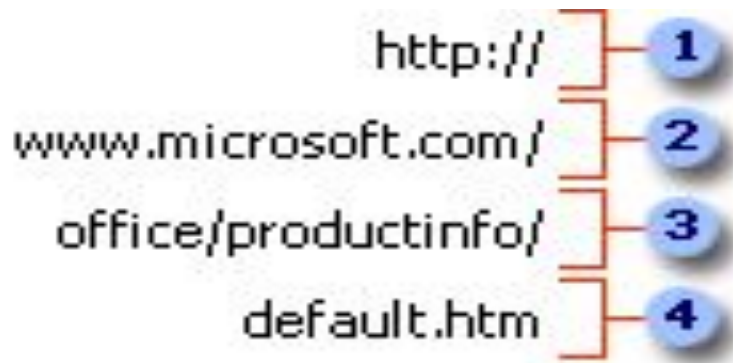 http:// 1
www.microsoft.com/ 2
office/productinfo/ 3
default.htm 4